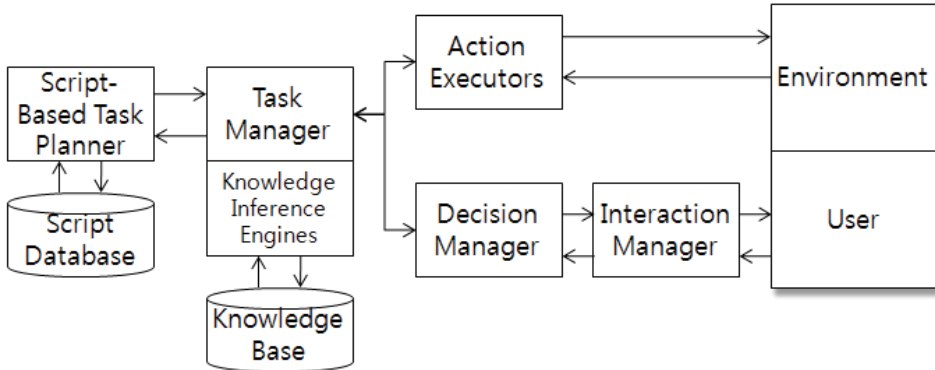 Script-
Based Task
Planner
Script
Database
Task
Manager
Knowledge
Inference
Engines
Knowledge
Base
Action
Executors
Decision
Manager
Interaction
Manager
Environment
User